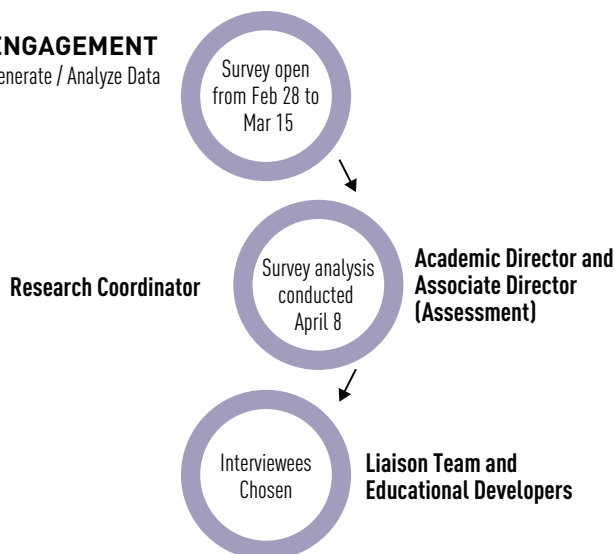 ENGAGEMENT
enerate / Analyze Data
Survey open
from Feb 28 to
Mar 15
Research Coordinator
Survey analysis
conducted
April 8
Academic Director and
Associate Director
(Assessment)
Interviewees
Chosen
Liaison Team and
Educational Developers